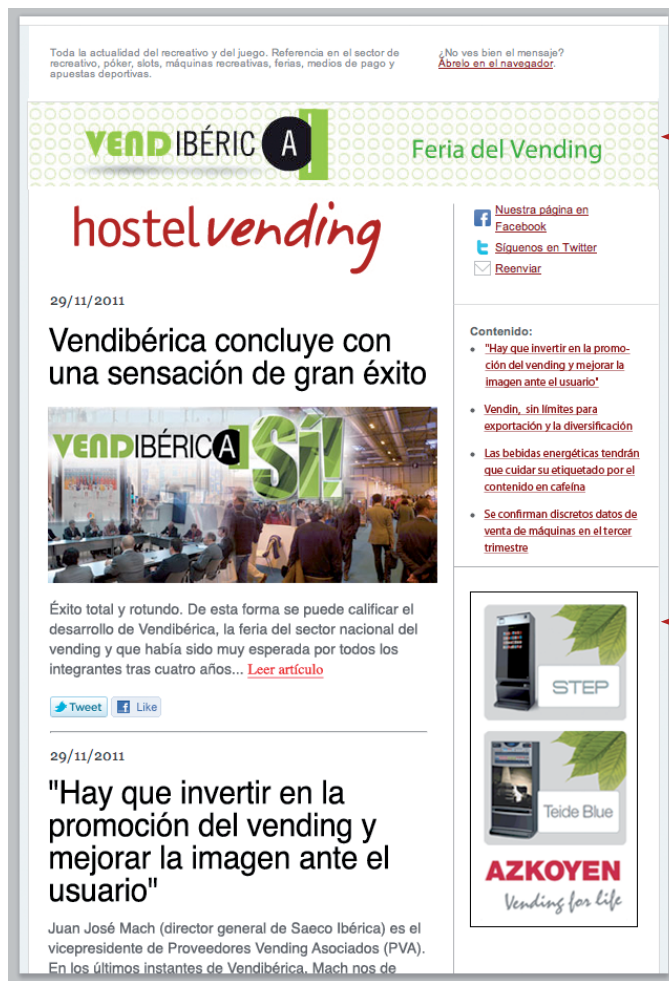 Toda la actualidad del recreativo y del juego. Referencia en el sector de
recreativo, póker, slots, máquinas recreativas, ferias, medios de pago y
apuestas deportivas.
¿No ves bien el mensaje?
Ábrelo en el navegador.
VENDIBÉRICA
Feria del Vending
hostelvending
Nuestra página en
Facebook
Síguenos en Twitter
Reenviar
29/11/2011
Vendibérica concluye con
una sensación de gran éxito
VENDIBÉRICA Sí!
Éxito total y rotundo. De esta forma se puede calificar el
desarrollo de Vendibérica, la feria del sector nacional del
vending y que había sido muy esperada por todos los
integrantes tras cuatro años... Leer artículo
Tweet
Like
29/11/2011
"Hay que invertir en la
promoción del vending y
mejorar la imagen ante el
usuario"
Juan José Mach (director general de Saeco Ibérica) es el
vicepresidente de Proveedores Vending Asociados (PVA).
En los últimos instantes de Vendibérica, Mach nos de
Contenido:
"Hay que invertir en la promo-
ción del vending y mejorar la
imagen ante el usuario"
Vendin, sin límites para
exportación y la diversificación
Las bebidas energéticas tendrán
que cuidar su etiquetado por el
contenido en cafeína
Se confirman discretos datos de
venta de máquinas en el tercer
trimestre
STEP
Teide Blue
AZKOYEN
Vending for life